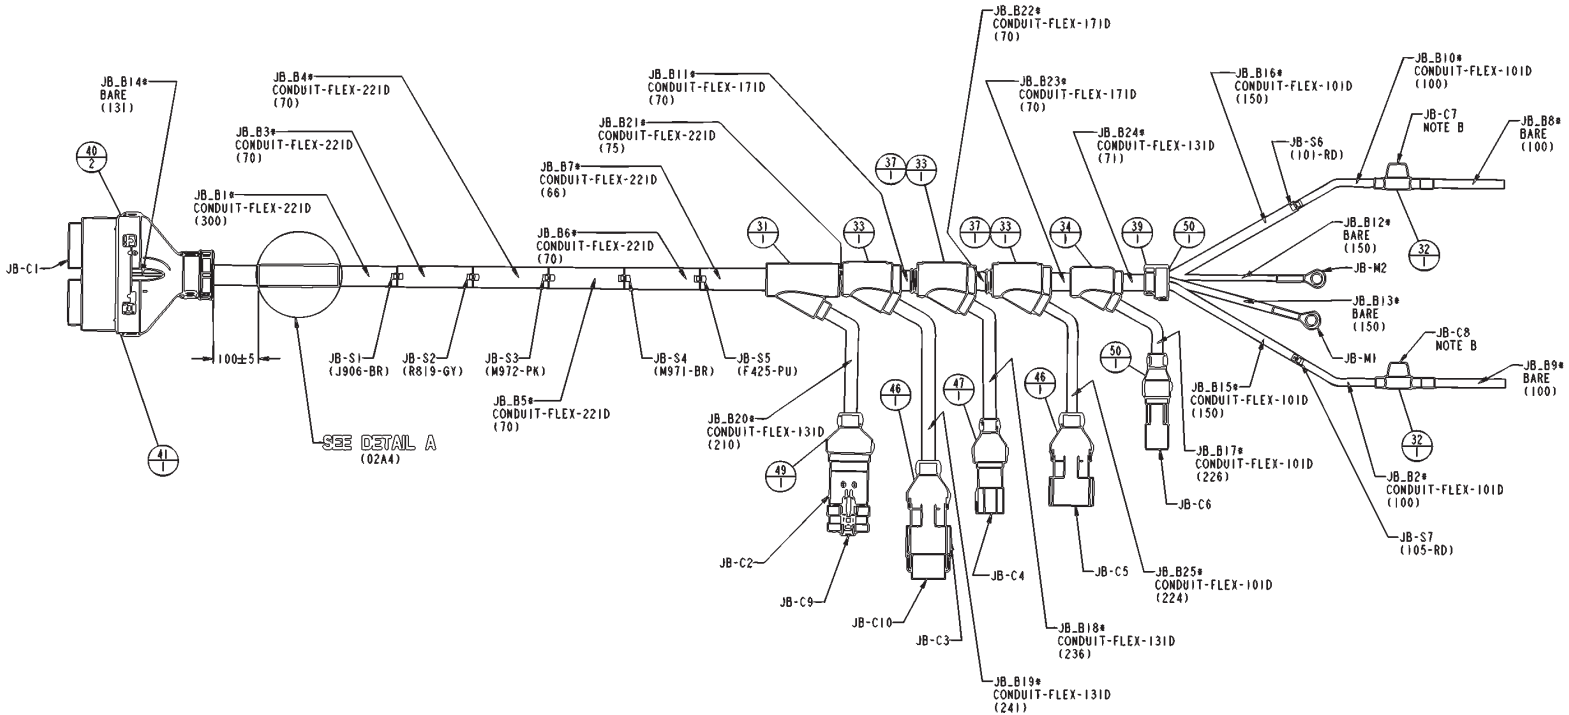 JB_B22*
CONDUIT-FLEX-17ID
(70)
JB_B14*
BARE
(131)
JB_B4*
CONDUIT-FLEX-22ID
(70)
JB_B11*
CONDUIT-FLEX-17ID
(70)
JB_B23*
CONDUIT-FLEX-17ID
(70)
JB_B16*
CONDUIT-FLEX-10ID
(150)
JB_B10*
CONDUIT-FLEX-10ID
(100)
JB-C7
NOTE B
JB_B8*
BARE
(100)
JB_B3*
CONDUIT-FLEX-22ID
(70)
JB_B21*
CONDUIT-FLEX-22ID
(75)
JB_B24*
CONDUIT-FLEX-13ID
(71)
JB-S6
(101-RD)
40
2
JB_B7*
CONDUIT-FLEX-22ID
(66)
37
1
33
1
JB_B1*
CONDUIT-FLEX-22ID
(300)
JB_B6*
CONDUIT-FLEX-22ID
(70)
31
1
33
1
37
1
33
1
34
1
39
1
50
1
JB_B12*
BARE
(150)
32
1
JB-C1
JB-M2
JB_B13*
BARE
(150)
JB-M1
JB-C8
NOTE B
100±5
JB-S1
(J906-BR)
JB-S2
(R819-GY)
JB-S3
(M972-PK)
JB-S4
(M971-BR)
JB-S5
(F425-PU)
50
1
JB_B9*
BARE
(100)
JB_B5*
CONDUIT-FLEX-22ID
(70)
JB_B20*
CONDUIT-FLEX-13ID
(210)
46
1
47
1
46
1
JB_B15*
CONDUIT-FLEX-10ID
(150)
SEE DETAIL A
(02A4)
41
1
49
1
32
1
JB_B17*
CONDUIT-FLEX-10ID
(226)
JB_B2*
CONDUIT-FLEX-10ID
(100)
JB-C6
JB-S7
(105-RD)
JB-C2
JB-C4
JB-C5
JB_B25*
CONDUIT-FLEX-10ID
(224)
JB-C9
JB-C10
JB-C3
JB_B18*
CONDUIT-FLEX-13ID
(236)
JB_B19*
CONDUIT-FLEX-13ID
(241)